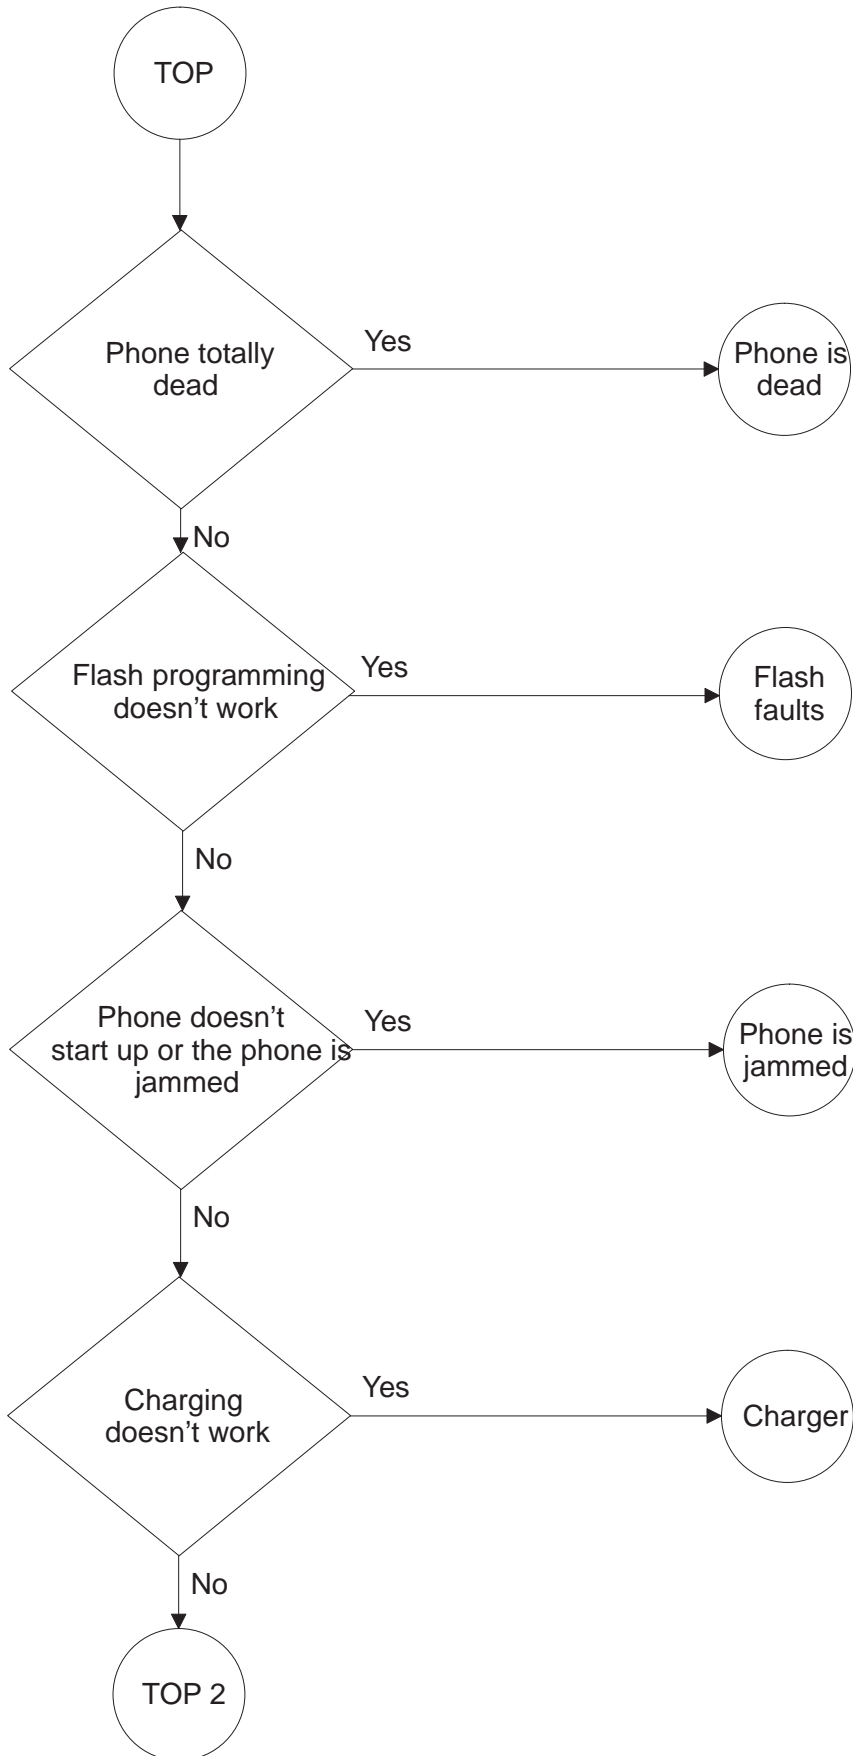 TOP
Phone totally
dead
Yes
Phone is
dead
No
Flash programming
doesn’t work
Yes
Flash
faults
No
Phone doesn't
start up or the phone is
jammed
Yes
Phone is
jammed
No
Charging
doesn’t work
Yes
Charger
No
TOP 2